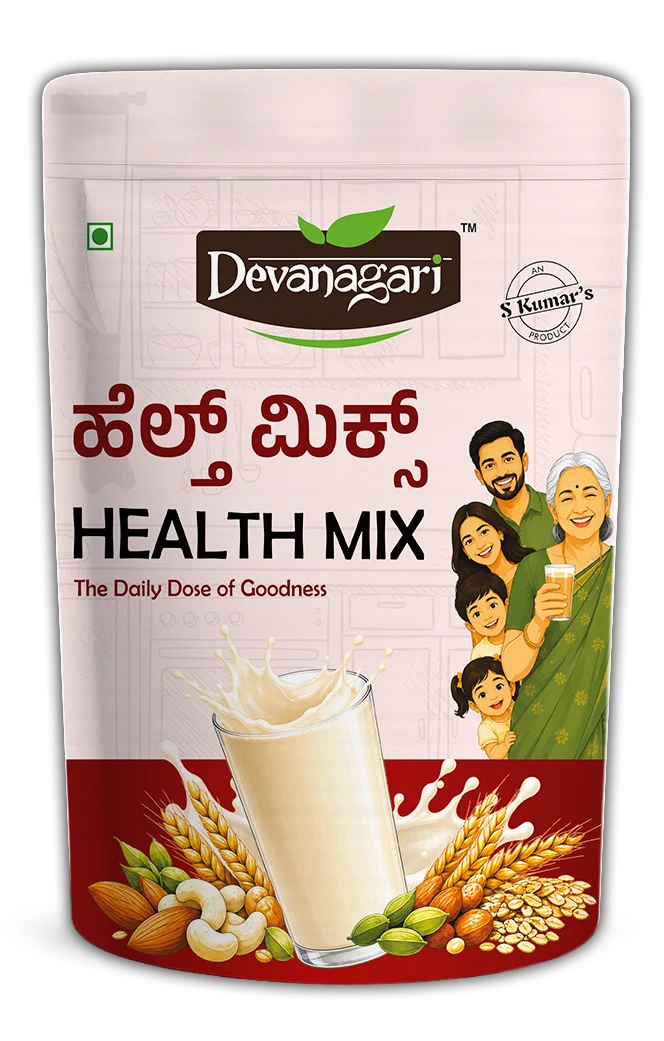 Devanagari
TM
AN
S Kumar's
PRODUCT
ಹೆಲ್ತ್ ಮಿಕ್ಸ್
HEALTH MIX
The Daily Dose of Goodness